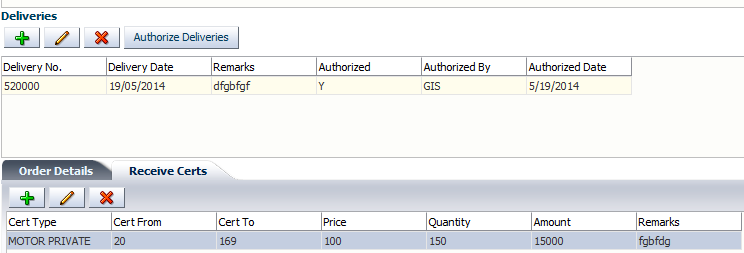 Deliveries
Authorize Deliveries
Delivery No. Delivery Date Remarks Authorized Authorized By Authorized Date
520000 19/05/2014 dfgbfgf Y GIS 5/19/2014
Order Details Receive Certs
Cert Type Cert From Cert To Price Quantity Amount Remarks
MOTOR PRIVATE 20 169 100 150 15000 fgbfdg